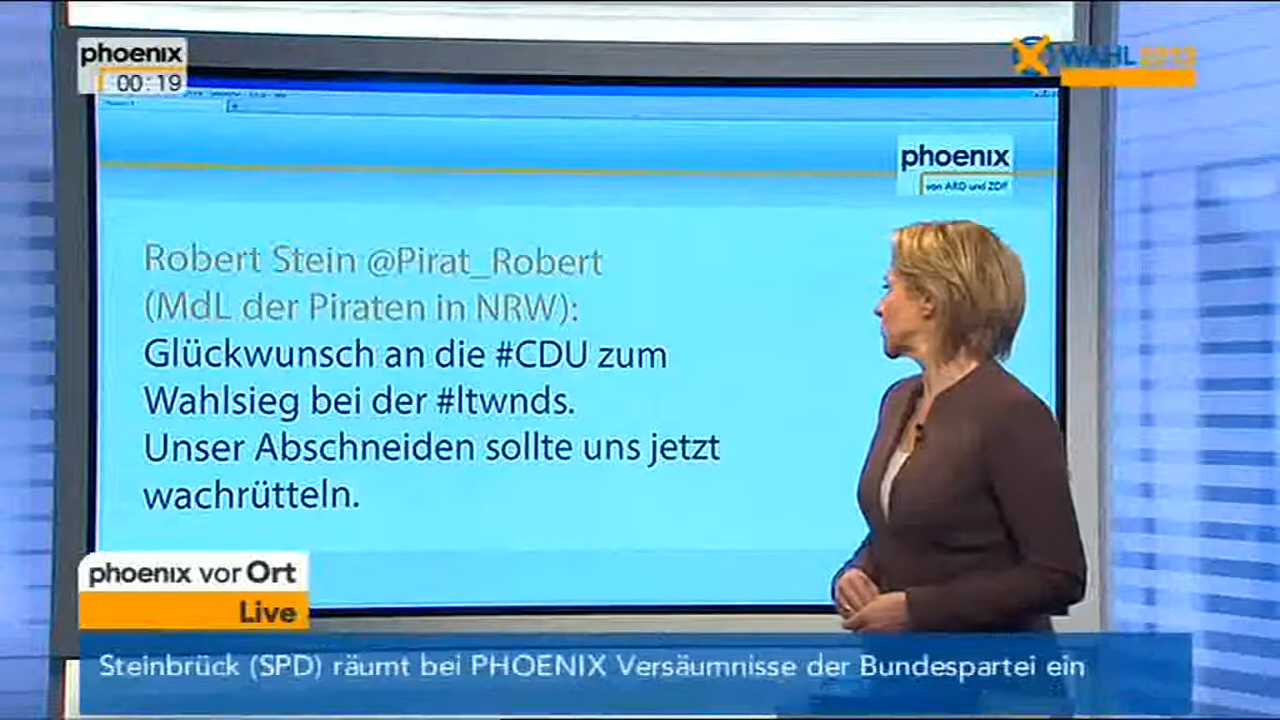 phoenix
00:19
WAHL 2013
phoenix
von ARD und ZDF
Robert Stein @Pirat_Robert
(MdL der Piraten in NRW):
Glückwunsch an die #CDU zum
Wahlsieg bei der #ltwnds.
Unser Abschneiden sollte uns jetzt
wachrütteln.
phoenix vor Ort
Live
Steinbrück (SPD) räumt bei PHOENIX Versäumnisse der Bundespartei ein